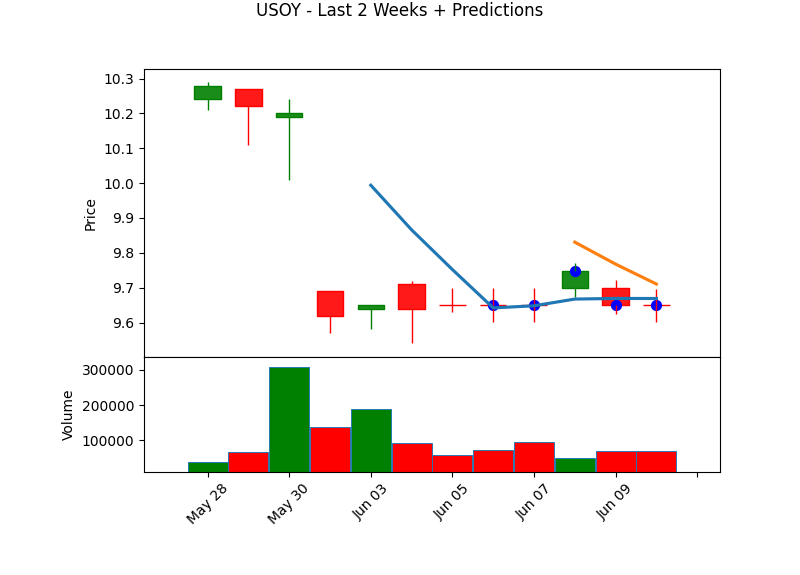 USOY - Last 2 Weeks + Predictions
10.3
10.2
10.1
10.0
9.9
9.8
9.7
9.6
Price
300000
200000
100000
Volume
May 28
May 30
Jun 03
Jun 05
Jun 07
Jun 09